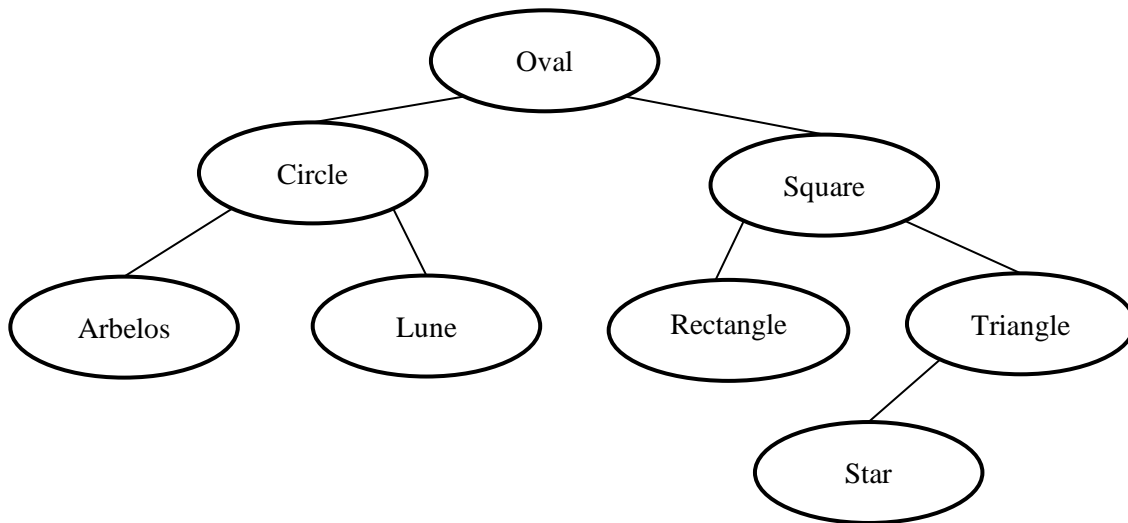 Oval
Circle
Square
Arbelos
Lune
Rectangle
Triangle
Star